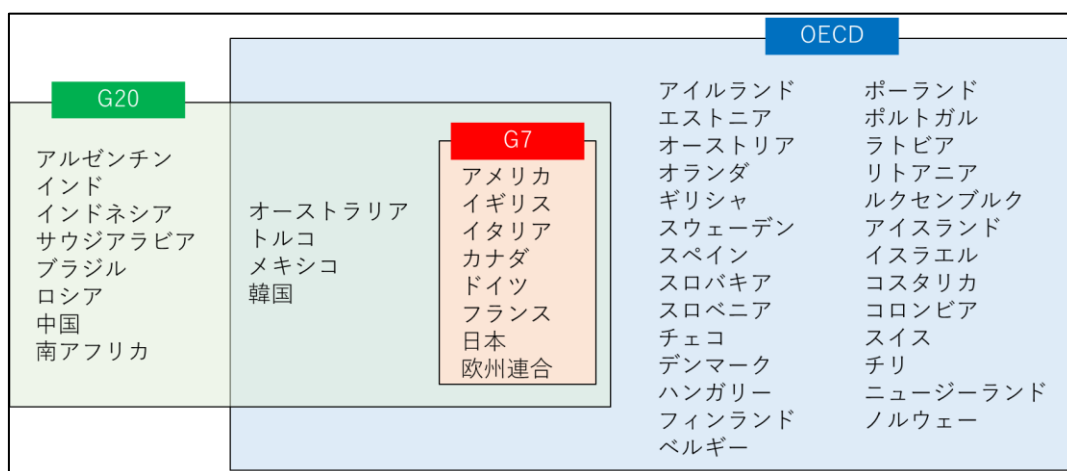 OECD
G20
アルゼンチン
インド
インドネシア
サウジアラビア
ブラジル
ロシア
中国
南アフリカ
オーストラリア
トルコ
メキシコ
韓国
G7
アメリカ
イギリス
イタリア
カナダ
ドイツ
フランス
日本
欧州連合
アイルランド
エストニア
オーストリア
オランダ
ギリシャ
スウェーデン
スペイン
スロバキア
スロベニア
チェコ
デンマーク
ハンガリー
フィンランド
ベルギー
ポーランド
ポルトガル
ラトビア
リトアニア
ルクセンブルク
アイスランド
イスラエル
コスタリカ
コロンビア
スイス
チリ
ニュージーランド
ノルウェー